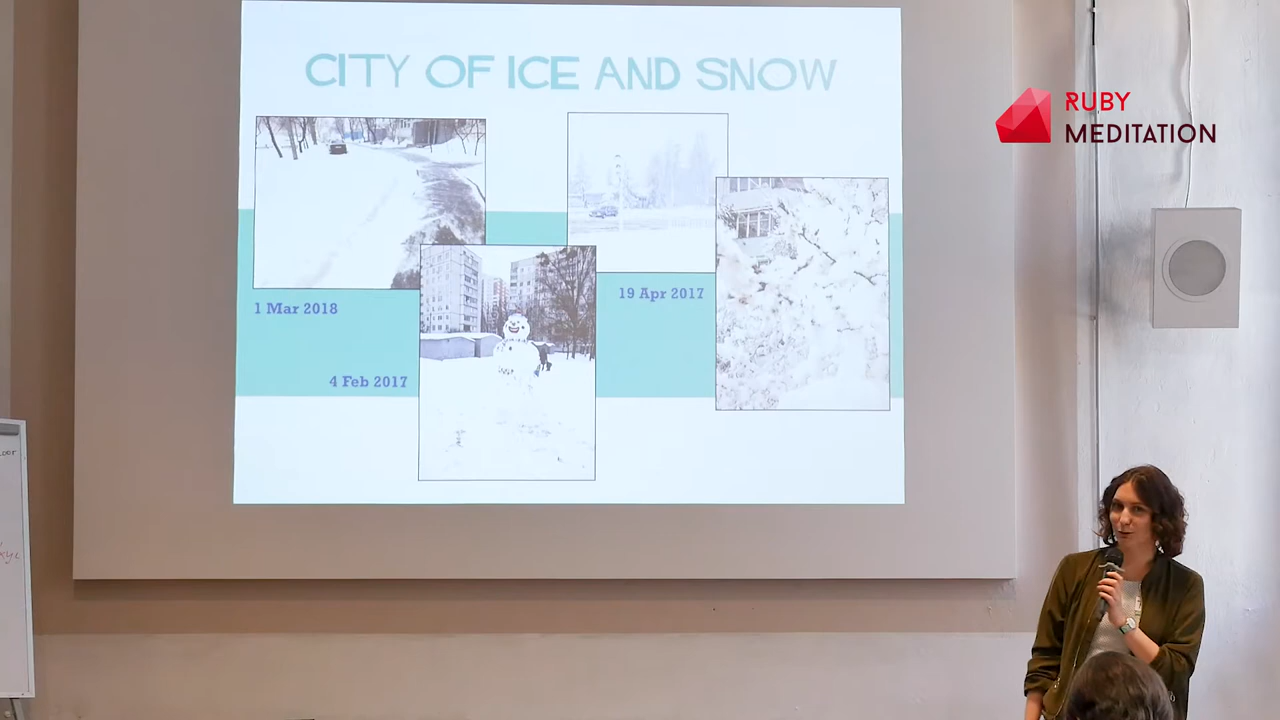 CITY OF ICE AND SNOW
RUBY
MEDITATION
1 Mar 2018
19 Apr 2017
4 Feb 2017